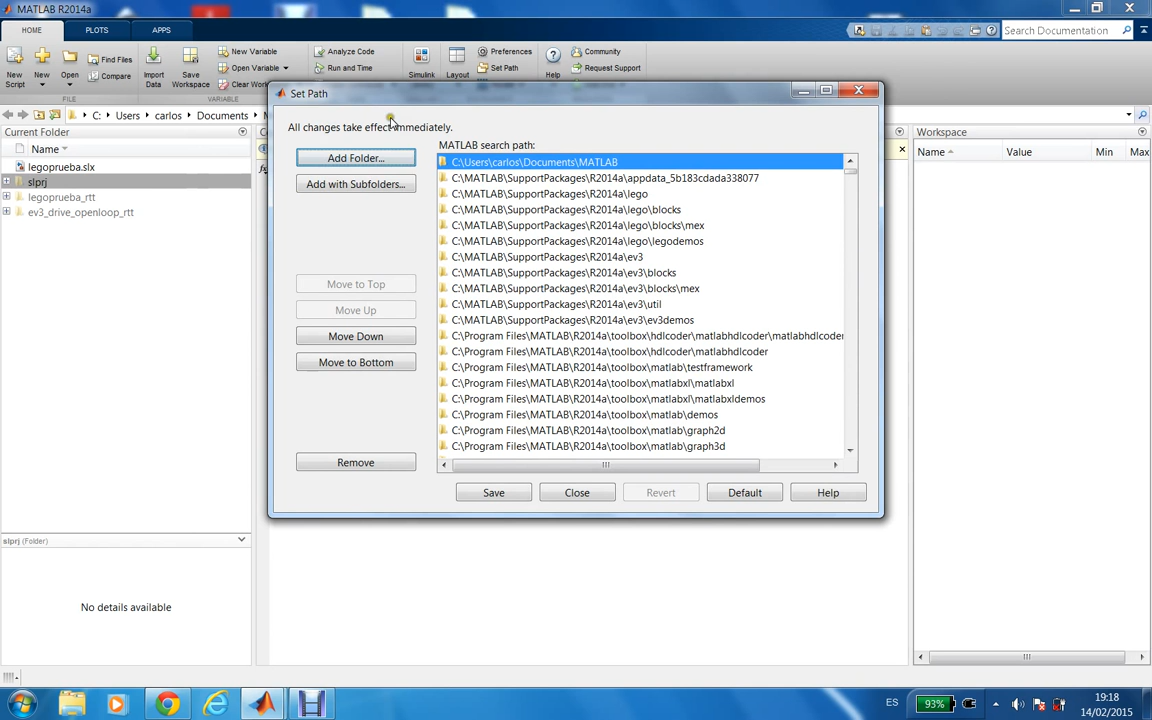 MATLAB R2014a
HOME
PLOTS
APPS
Search Documentation
New Script
New
Open
Find Files
Compare
Import Data
Save Workspace
New Variable
Open Variable
Clear Wor
Analyze Code
Run and Time
Simulink
Layout
Preferences
Set Path
Help
Community
Request Support
FILE
VARIABLE
C: Users carlos Documents
Current Folder
Name
legoprueba.slx
slprj
legoprueba_rtt
ev3_drive_openloop_rtt
slprj (Folder)
No details available
Set Path
All changes take effect immediately.
Add Folder...
Add with Subfolders...
Move to Top
Move Up
Move Down
Move to Bottom
Remove
MATLAB search path:
C:\Users\carlos\Documents\MATLAB
C:\MATLAB\SupportPackages\R2014a\appdata_5b183cdada338077
C:\MATLAB\SupportPackages\R2014a\lego
C:\MATLAB\SupportPackages\R2014a\lego\blocks
C:\MATLAB\SupportPackages\R2014a\lego\blocks\mex
C:\MATLAB\SupportPackages\R2014a\lego\legodemos
C:\MATLAB\SupportPackages\R2014a\ev3
C:\MATLAB\SupportPackages\R2014a\ev3\blocks
C:\MATLAB\SupportPackages\R2014a\ev3\blocks\mex
C:\MATLAB\SupportPackages\R2014a\ev3\util
C:\MATLAB\SupportPackages\R2014a\ev3\ev3demos
C:\Program Files\MATLAB\R2014a\toolbox\hdlcoder\matlabhdlcoder\matlabhdlcoder
C:\Program Files\MATLAB\R2014a\toolbox\hdlcoder\matlabhdlcoder
C:\Program Files\MATLAB\R2014a\toolbox\matlab\testframework
C:\Program Files\MATLAB\R2014a\toolbox\matlabxl\matlabxl
C:\Program Files\MATLAB\R2014a\toolbox\matlabxl\matlabxldemos
C:\Program Files\MATLAB\R2014a\toolbox\matlab\demos
C:\Program Files\MATLAB\R2014a\toolbox\matlab\graph2d
C:\Program Files\MATLAB\R2014a\toolbox\matlab\graph3d
Save
Close
Revert
Default
Help
Workspace
Name
Value
Min
Max
ES
93%
19:18
14/02/2015